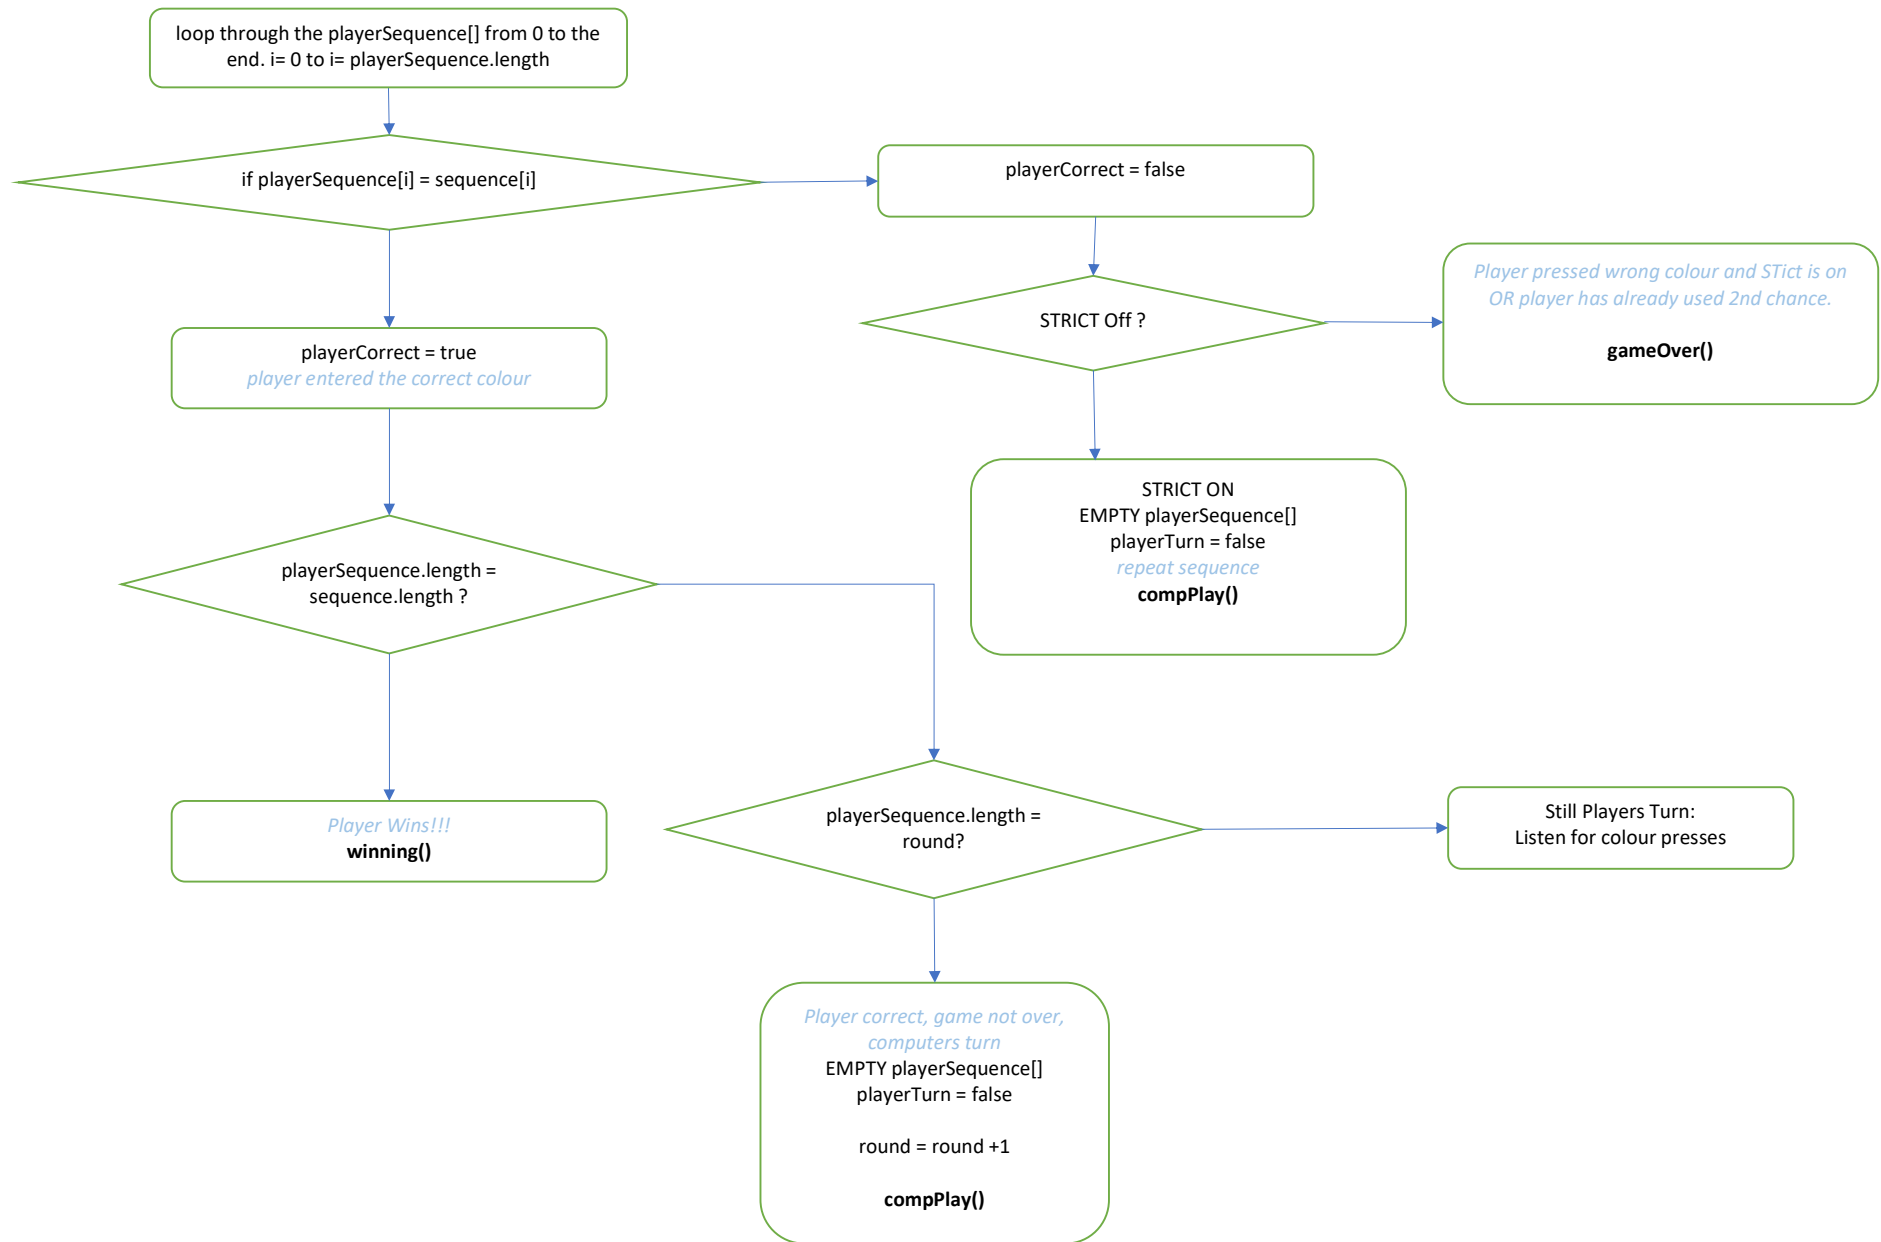 loop through the playerSequence[] from 0 to the
end. i= 0 to i= playerSequence.length
if playerSequence[i] = sequence[i]
playerCorrect = false
STRICT Off ?
Player pressed wrong colour and STict is on
OR player has already used 2nd chance.
gameOver()
playerCorrect = true
player entered the correct colour
STRICT ON
EMPTY playerSequence[]
playerTurn = false
repeat sequence
compPlay()
playerSequence.length =
sequence.length ?
Player Wins!!!
winning()
playerSequence.length =
round?
Still Players Turn:
Listen for colour presses
Player correct, game not over,
computers turn
EMPTY playerSequence[]
playerTurn = false
round = round +1
compPlay()